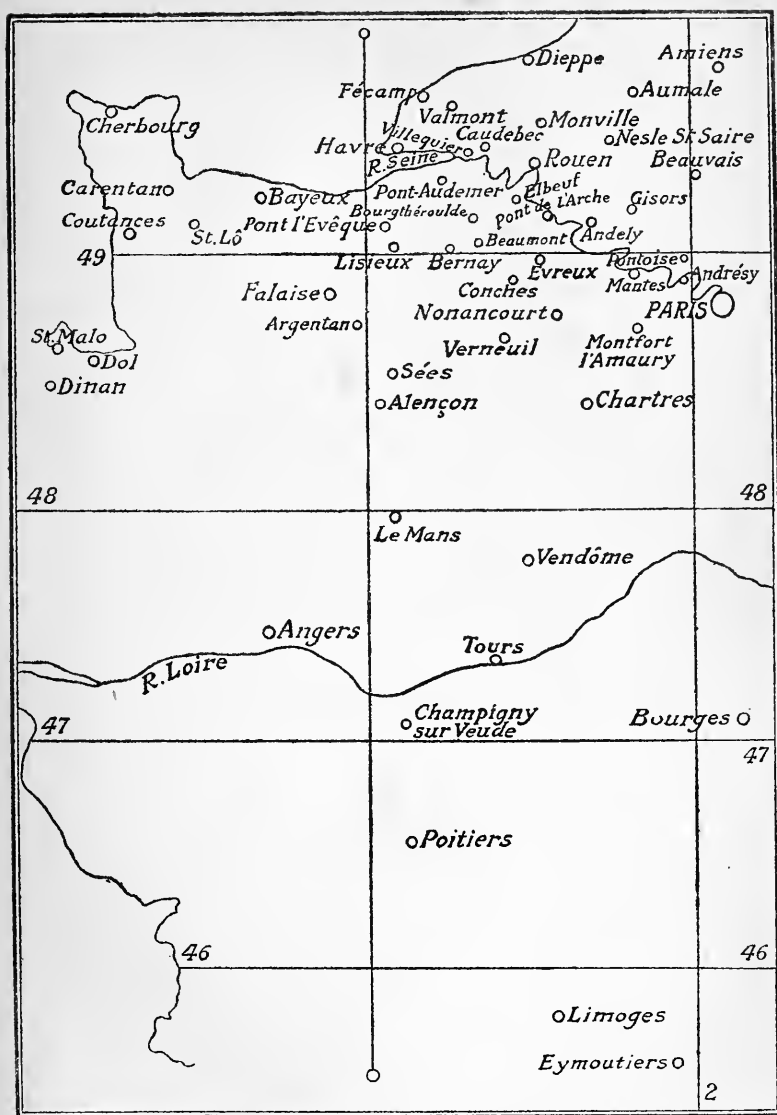 Dieppe
Amiens
Fécamp
Aumale
Valmont
Monville
Cherbourg
Havre
Villequier
Caudebec
Nesle St Saire
R. Seine
Rouen
Beauvais
Carentan
Bayeux
Pont-Audemer
Elbeuf
Gisors
Coutances
St. Lô
Pont l'Evêque
Bourgthéroulde
Pont de l'Arche
Andely
Beaumont
49
Lisieux
Bernay
Evreux
Pontoise
Mantes
Andrésy
Falaise
Conches
PARIS
Argentan
Nonancourt
St. Malo
Verneuil
Montfort
l'Amaury
Dol
Dinan
Sées
Alençon
Chartres
48
48
Le Mans
Vendôme
Angers
Tours
R. Loire
Champigny
sur Veude
Bourges
47
47
Poitiers
46
46
Limoges
Eymoutiers
2